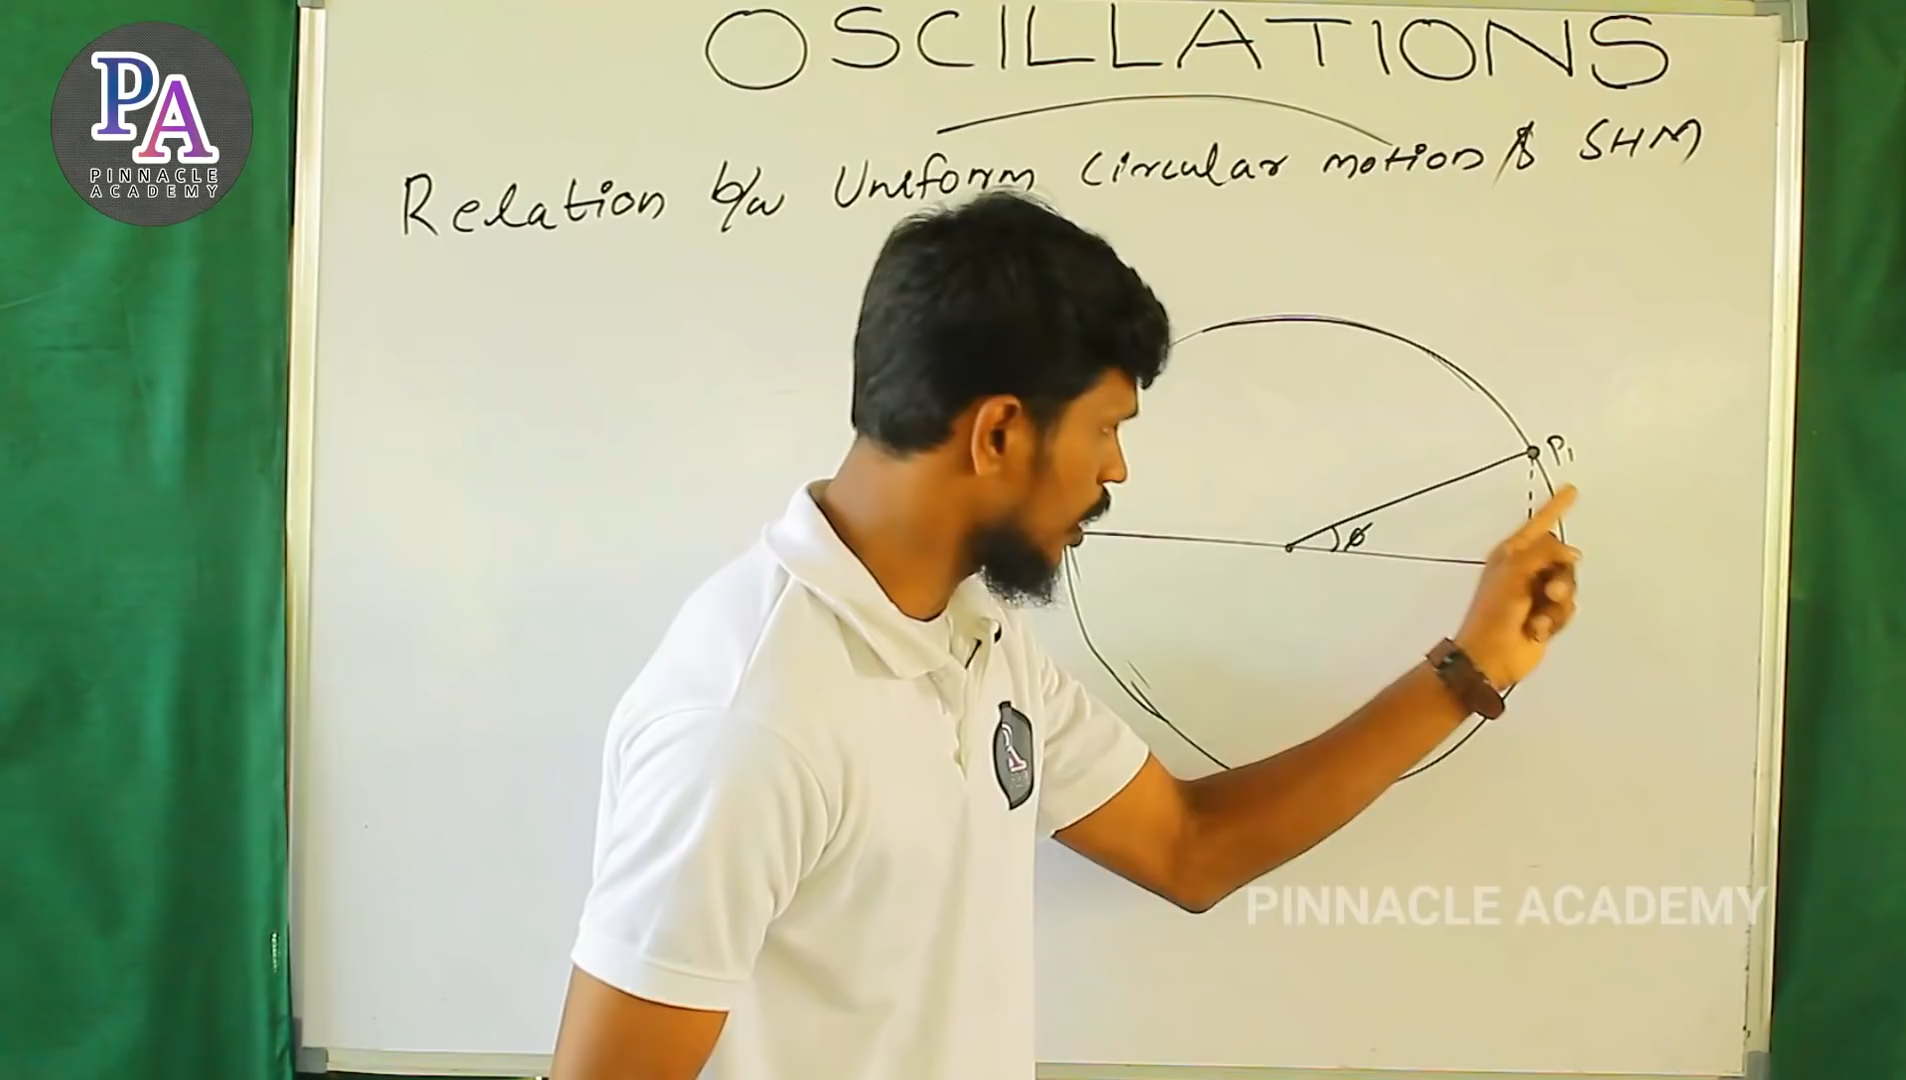 PA
PINNACLE
ACADEMY
OSCILLATIONS
Relation b/w Uniform Circular motion & SHM
P1
φ
PINNACLE ACADEMY